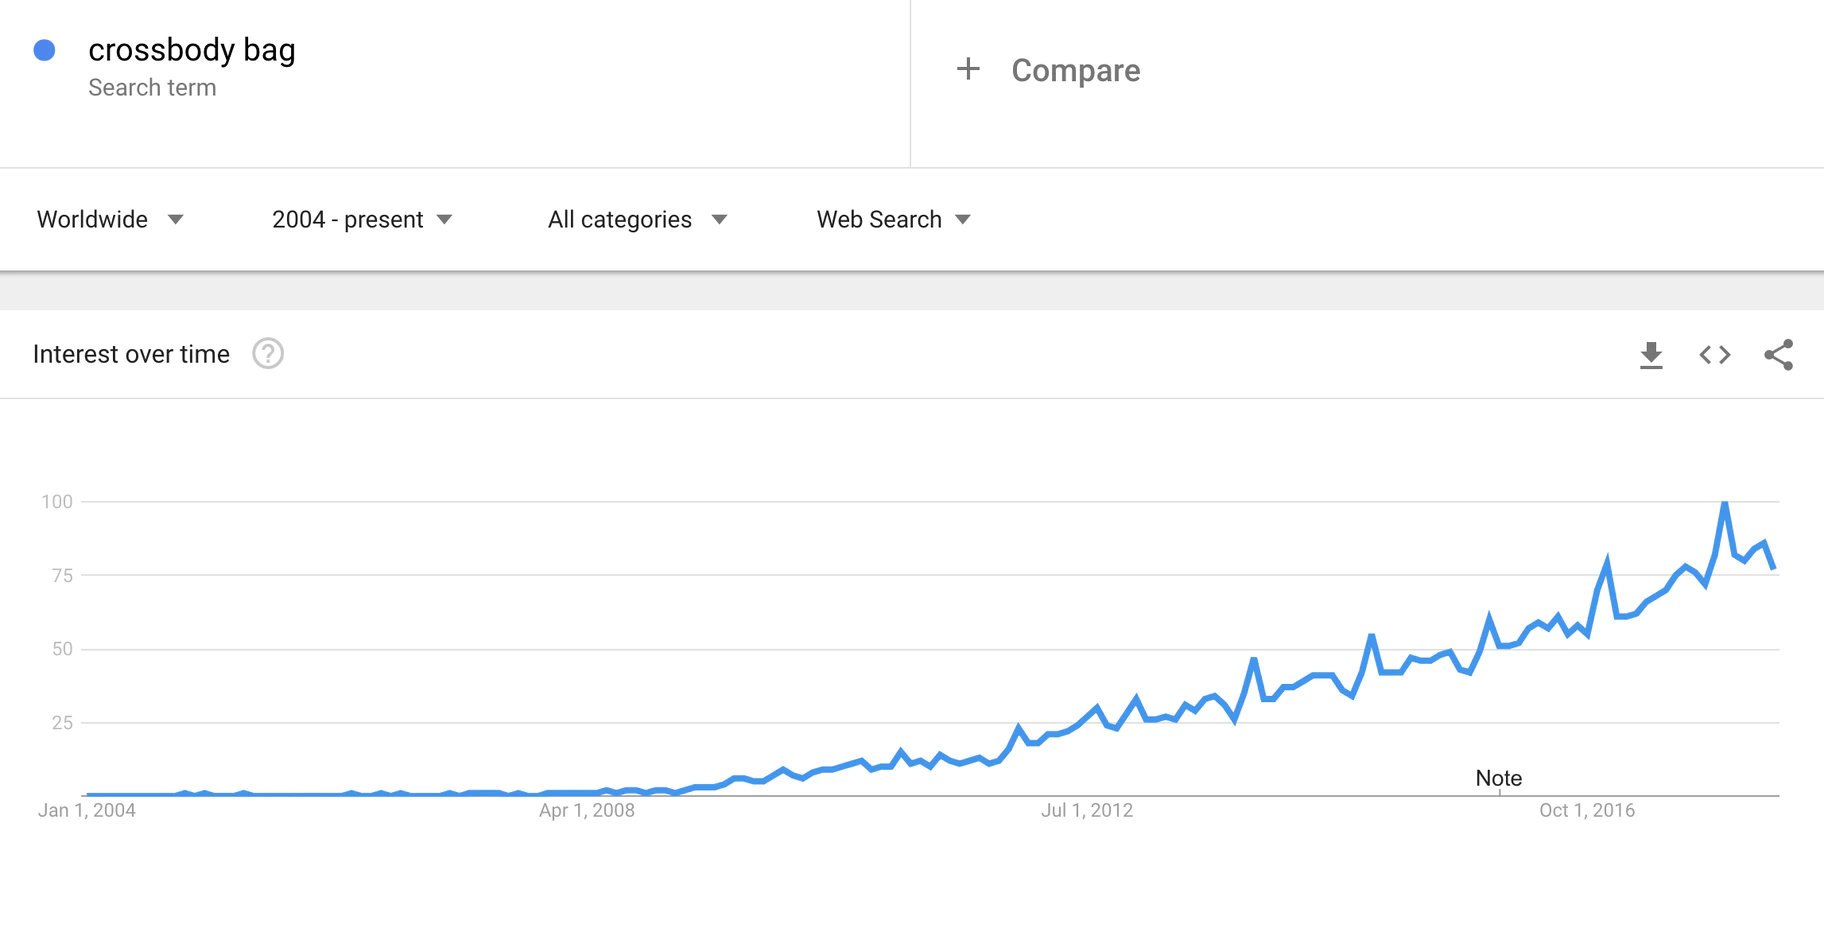 crossbody bag
Search term
+ Compare
Worldwide
2004 - present
All categories
Web Search
Interest over time ?
100
75
50
25
Note
Jan 1, 2004
Apr 1, 2008
Jul 1, 2012
Oct 1, 2016